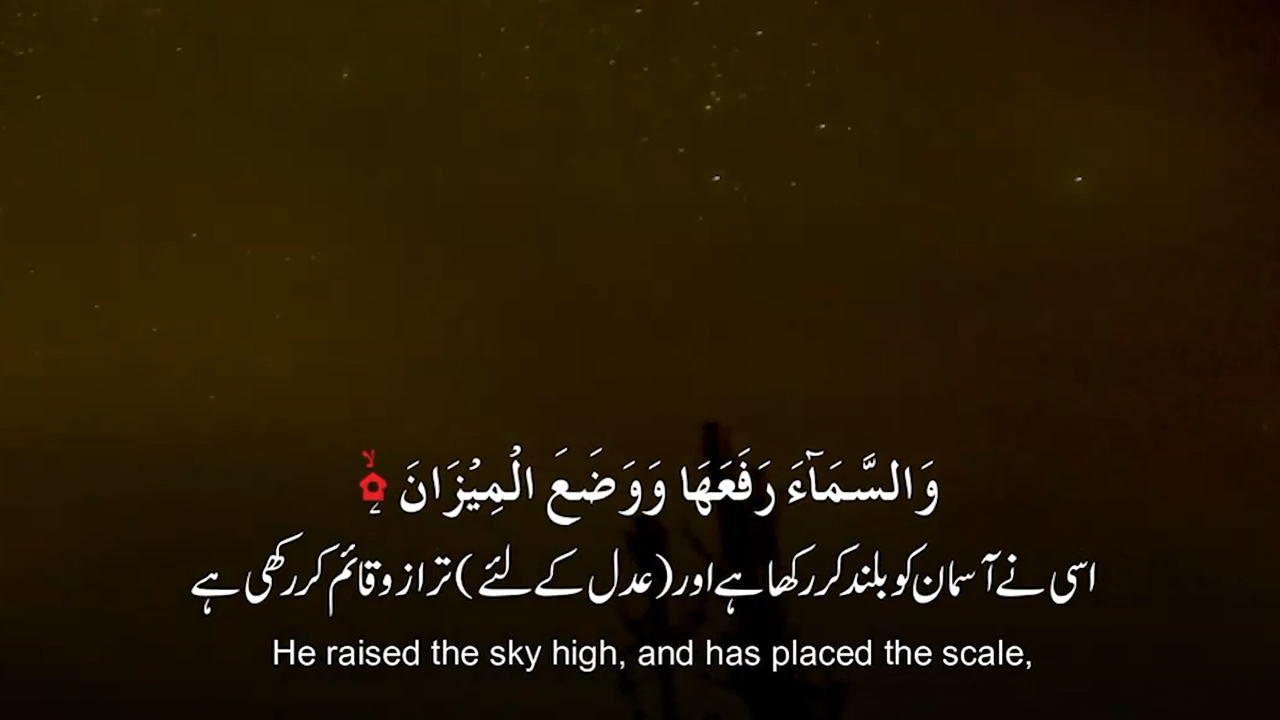 وَالسَّمَآءَ رَفَعَهَا وَوَضَعَ الْمِيْزَانَ ۙ
اسی نے آسمان کو بلند کر رکھا ہے اور (عدل کے لئے) ترازو قائم کر رکھی ہے
He raised the sky high, and has placed the scale,